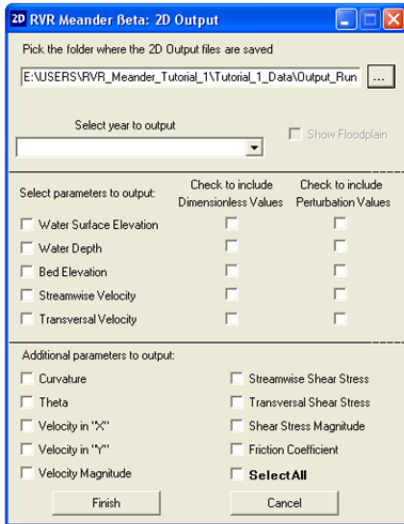 2D RVR Meander Beta: 2D Output
Pick the folder where the 2D Output files are saved
E:\USERS\RVR_Meander_Tutorial_1\Tutorial_1_Data\Output_Run
...
Select year to output
Show Floodplain
Select parameters to output:
Check to include Dimensionless Values
Check to include Perturbation Values
Water Surface Elevation
Water Depth
Bed Elevation
Streamwise Velocity
Transversal Velocity
Additional parameters to output:
Curvature
Streamwise Shear Stress
Theta
Transversal Shear Stress
Velocity in "X"
Shear Stress Magnitude
Velocity in "Y"
Friction Coefficient
Velocity Magnitude
SelectAll
Finish
Cancel